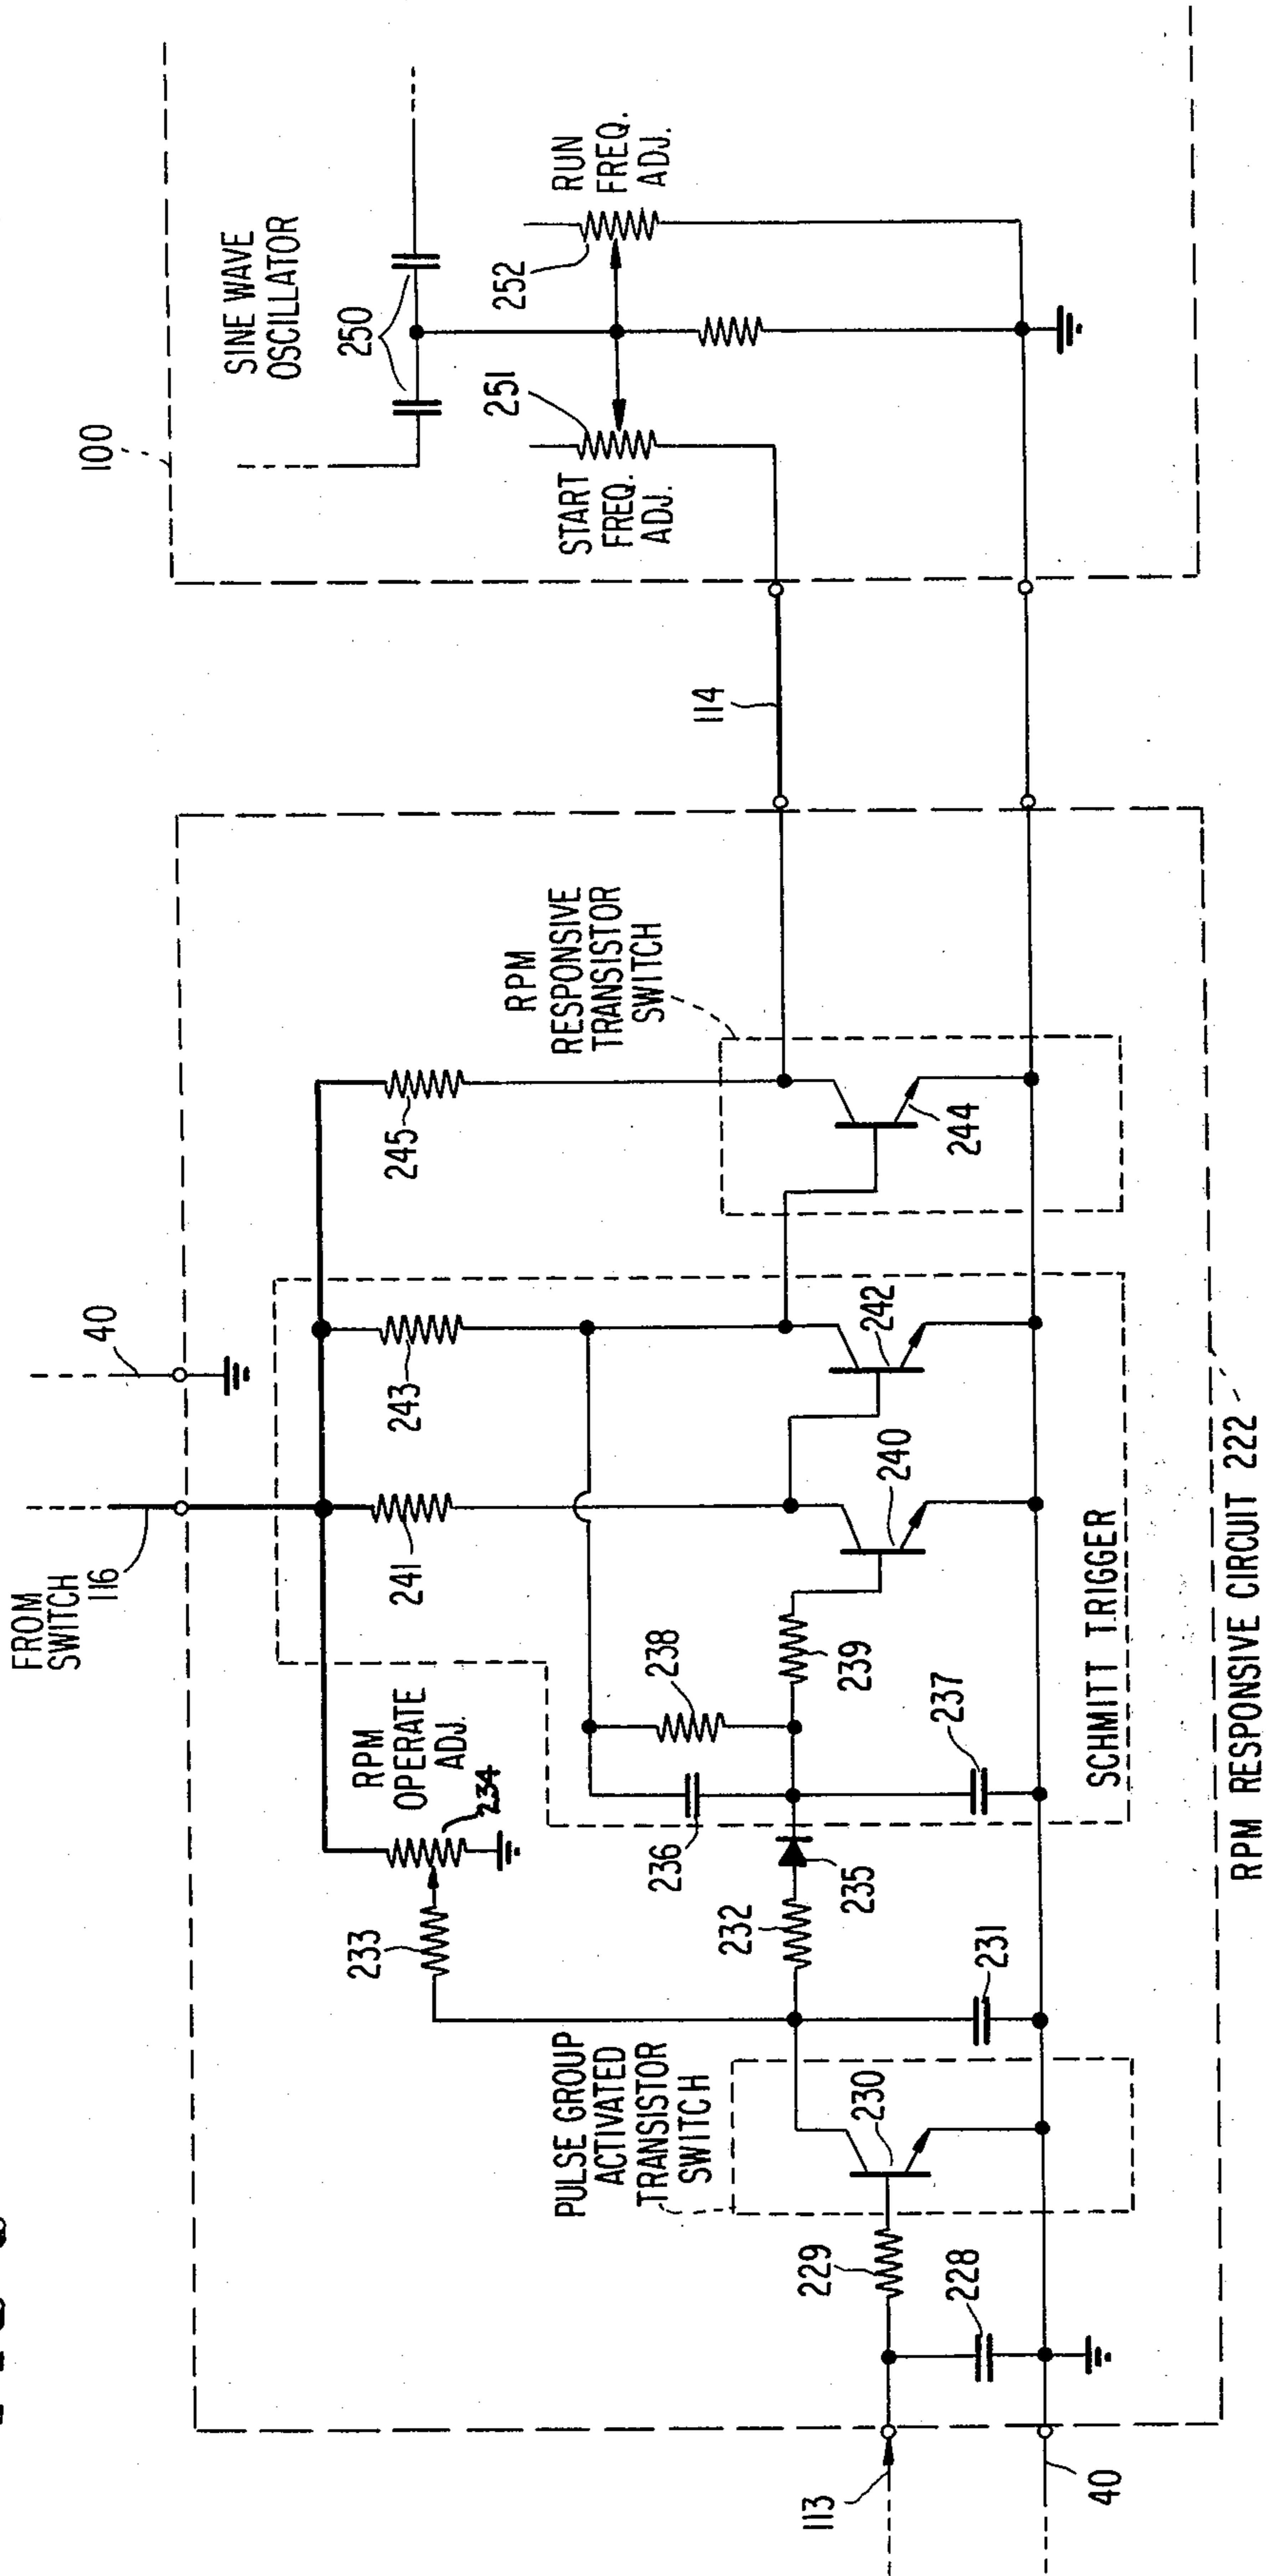 FROM
SWITCH
116
40
100
SINE WAVE
OSCILLATOR
250
251
252
START
FREQ.
ADJ.
RUN
FREQ.
ADJ.
114
RPM
RESPONSIVE
TRANSISTOR
SWITCH
245
244
243
242
241
240
RPM
OPERATE
ADJ.
234
233
238
239
236
237
235
232
231
SCHMITT TRIGGER
PULSE GROUP
ACTIVATED
TRANSISTOR
SWITCH
230
229
228
113
40
RPM RESPONSIVE CIRCUIT 222